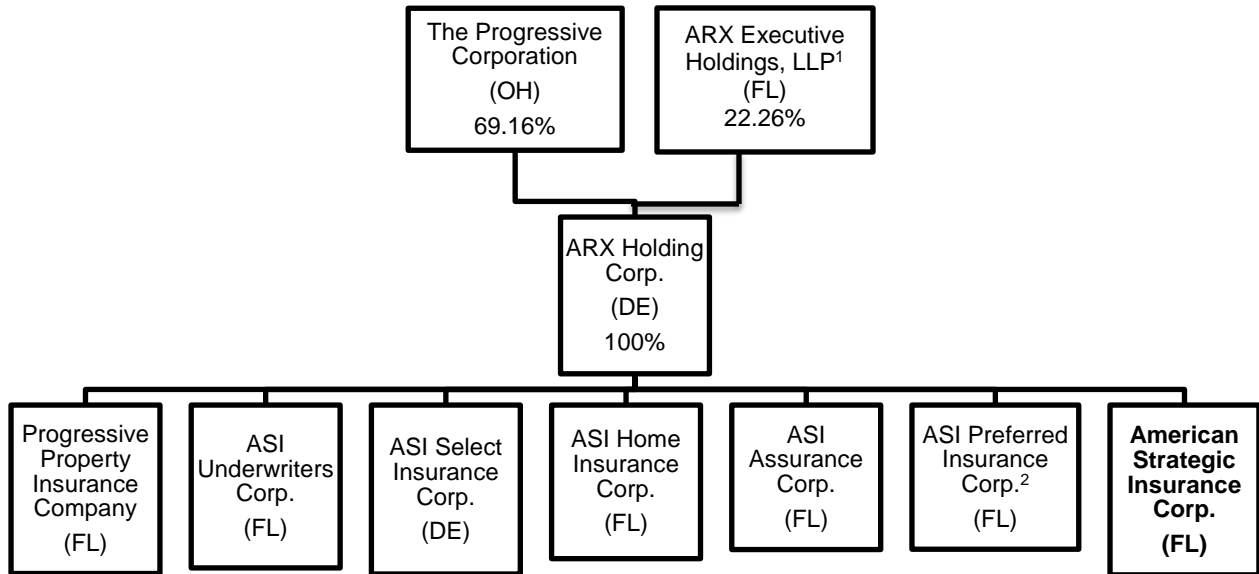 The Progressive
Corporation
(OH)
69.16%
ARX Executive
Holdings, LLP¹
(FL)
22.26%
ARX Holding
Corp.
(DE)
100%
Progressive
Property
Insurance
Company
(FL)
ASI
Underwriters
Corp.
(FL)
ASI Select
Insurance
Corp.
(DE)
ASI Home
Insurance
Corp.
(FL)
ASI
Assurance
Corp.
(FL)
ASI Preferred
Insurance
Corp.²
(FL)
American
Strategic
Insurance
Corp.
(FL)